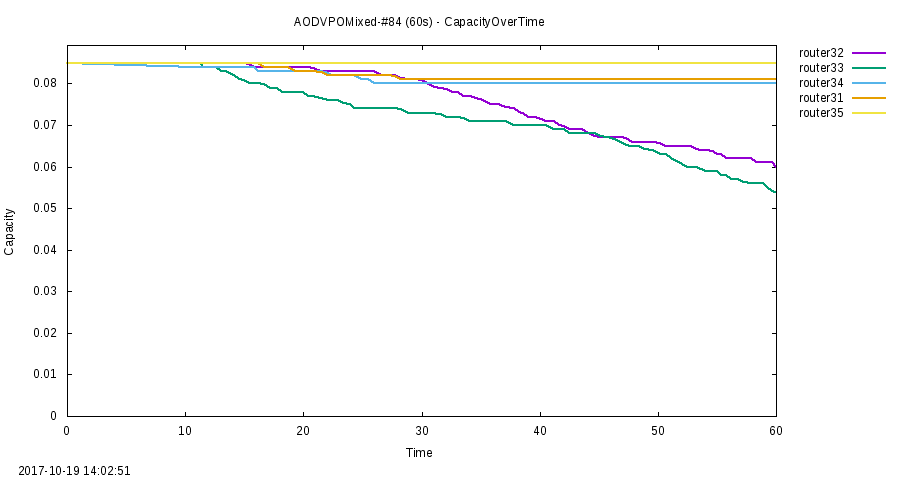 AODVPOMixed-#84 (60s) - CapacityOverTime
router32
router33
router34
router31
router35
0.08
0.07
0.06
0.05
0.04
0.03
0.02
0.01
0
Capacity
0 10 20 30 40 50 60
Time
2017-10-19 14:02:51